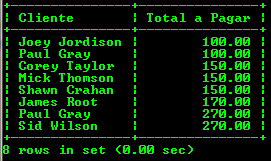 Cliente | Total a Pagar |
Joey Jordison | 100.00 |
Paul Gray | 100.00 |
Corey Taylor | 150.00 |
Mick Thomson | 150.00 |
Shawn Crahan | 150.00 |
James Root | 170.00 |
Paul Gray | 270.00 |
Sid Wilson | 270.00 |
8 rows in set (0.00 sec)